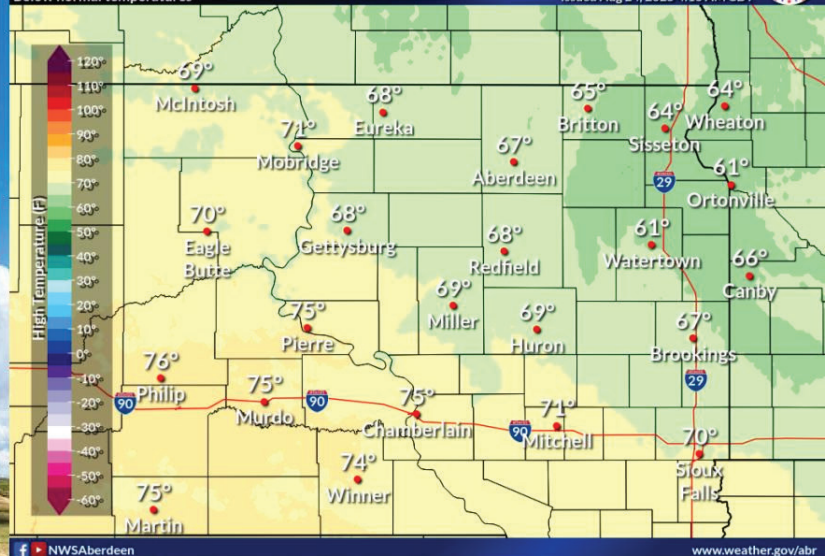 Below normal temperatures
120°
110°
100°
90°
80°
70°
60°
50°
40°
30°
20°
10°
0°
-10°
-20°
-30°
-40°
-50°
-60°
High Temperature (F)
69°
McIntosh
68°
Eureka
65°
Britton
64°
Sisseton
64°
Wheaton
71°
Mobridge
67°
Aberdeen
61°
Ortonville
29
70°
Eagle
Butte
68°
Gettysburg
68°
Redfield
61°
Watertown
66°
Canby
75°
Pierre
69°
Miller
69°
Huron
67°
Brookings
29
76°
Philip
90
75°
Murdo
90
75°
Chamberlain
90
71°
Mitchell
70°
Sioux
Falls
74°
Winner
75°
Martin
NWSAberdeen
www.weather.gov/abr